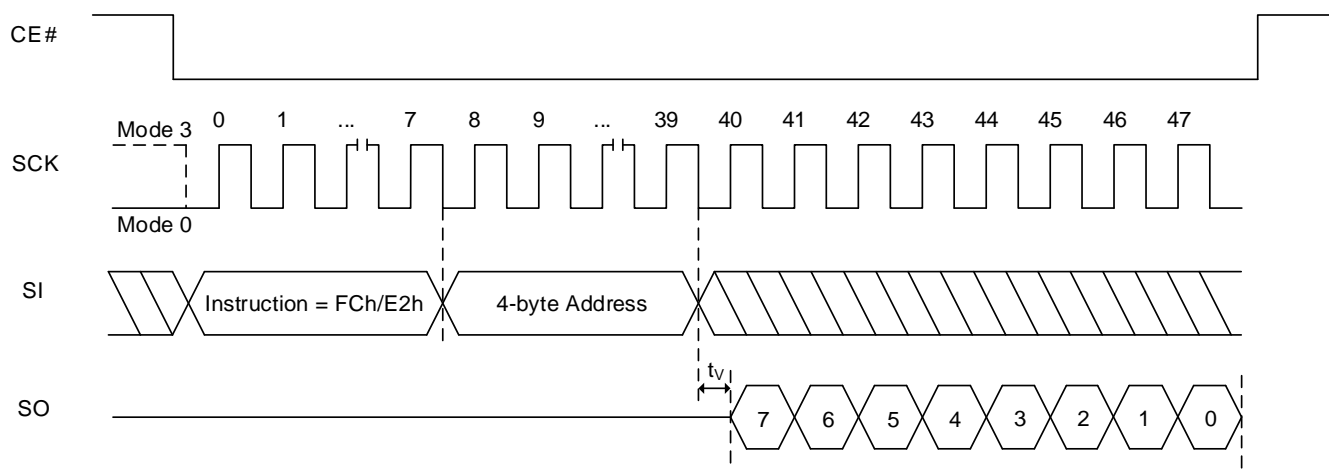 CE#
Mode 3 0 1 ... 7 8 9 ... 39 40 41 42 43 44 45 46 47
SCK
Mode 0
SI Instruction = FCh/E2h 4-byte Address
tV
SO 7 6 5 4 3 2 1 0